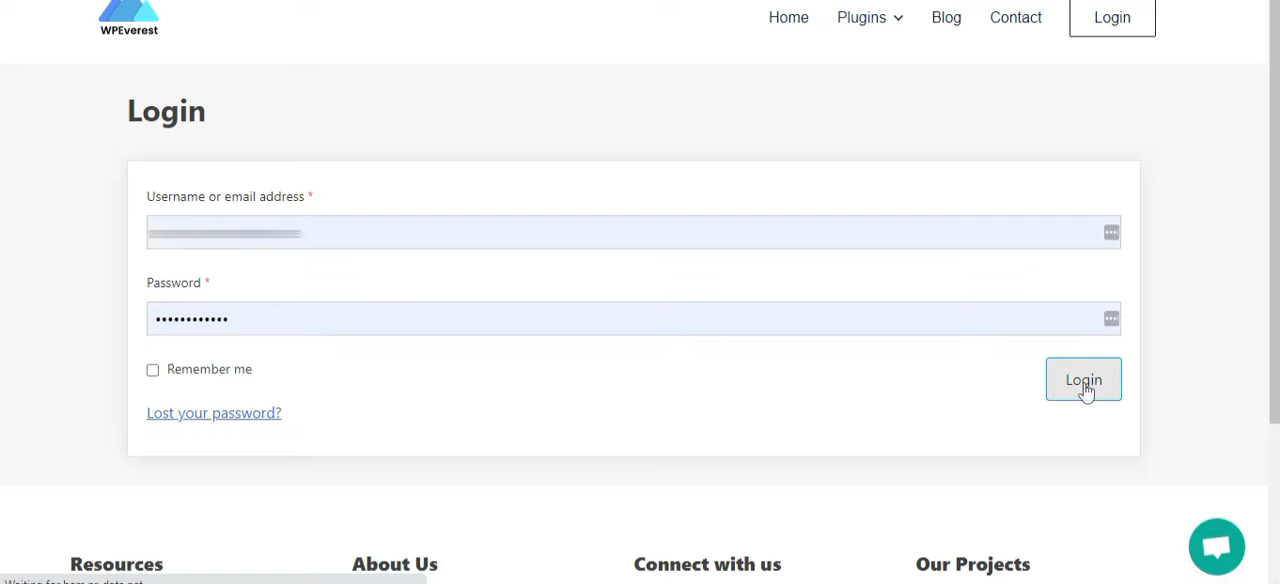 WPEverest
Home Plugins Blog Contact Login
Login
Username or email address *
Password *
Remember me
Login
Lost your password?
Resources About Us Connect with us Our Projects